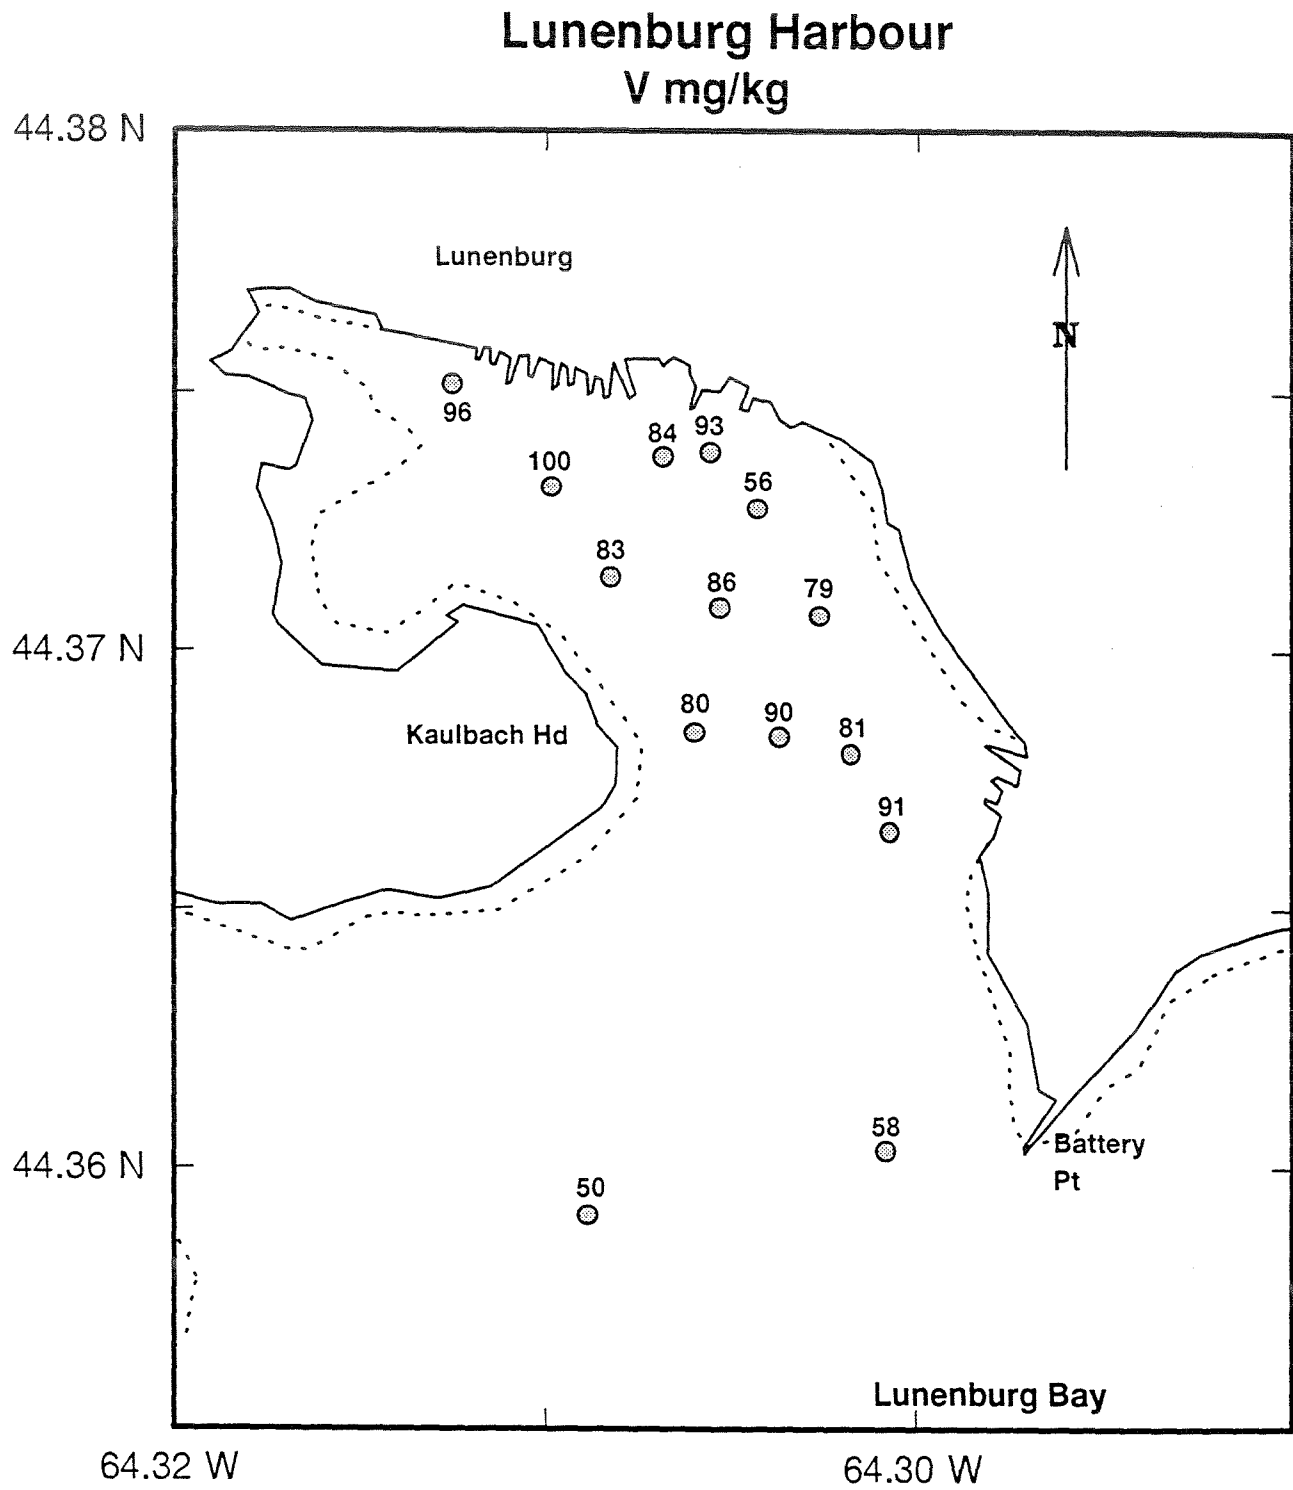 Lunenburg Harbour
V mg/kg
44.38 N
Lunenburg
N
96
84
93
100
56
83
86
79
44.37 N
80
90
81
Kaulbach Hd
91
58
Battery
Pt
44.36 N
50
Lunenburg Bay
64.32 W
64.30 W